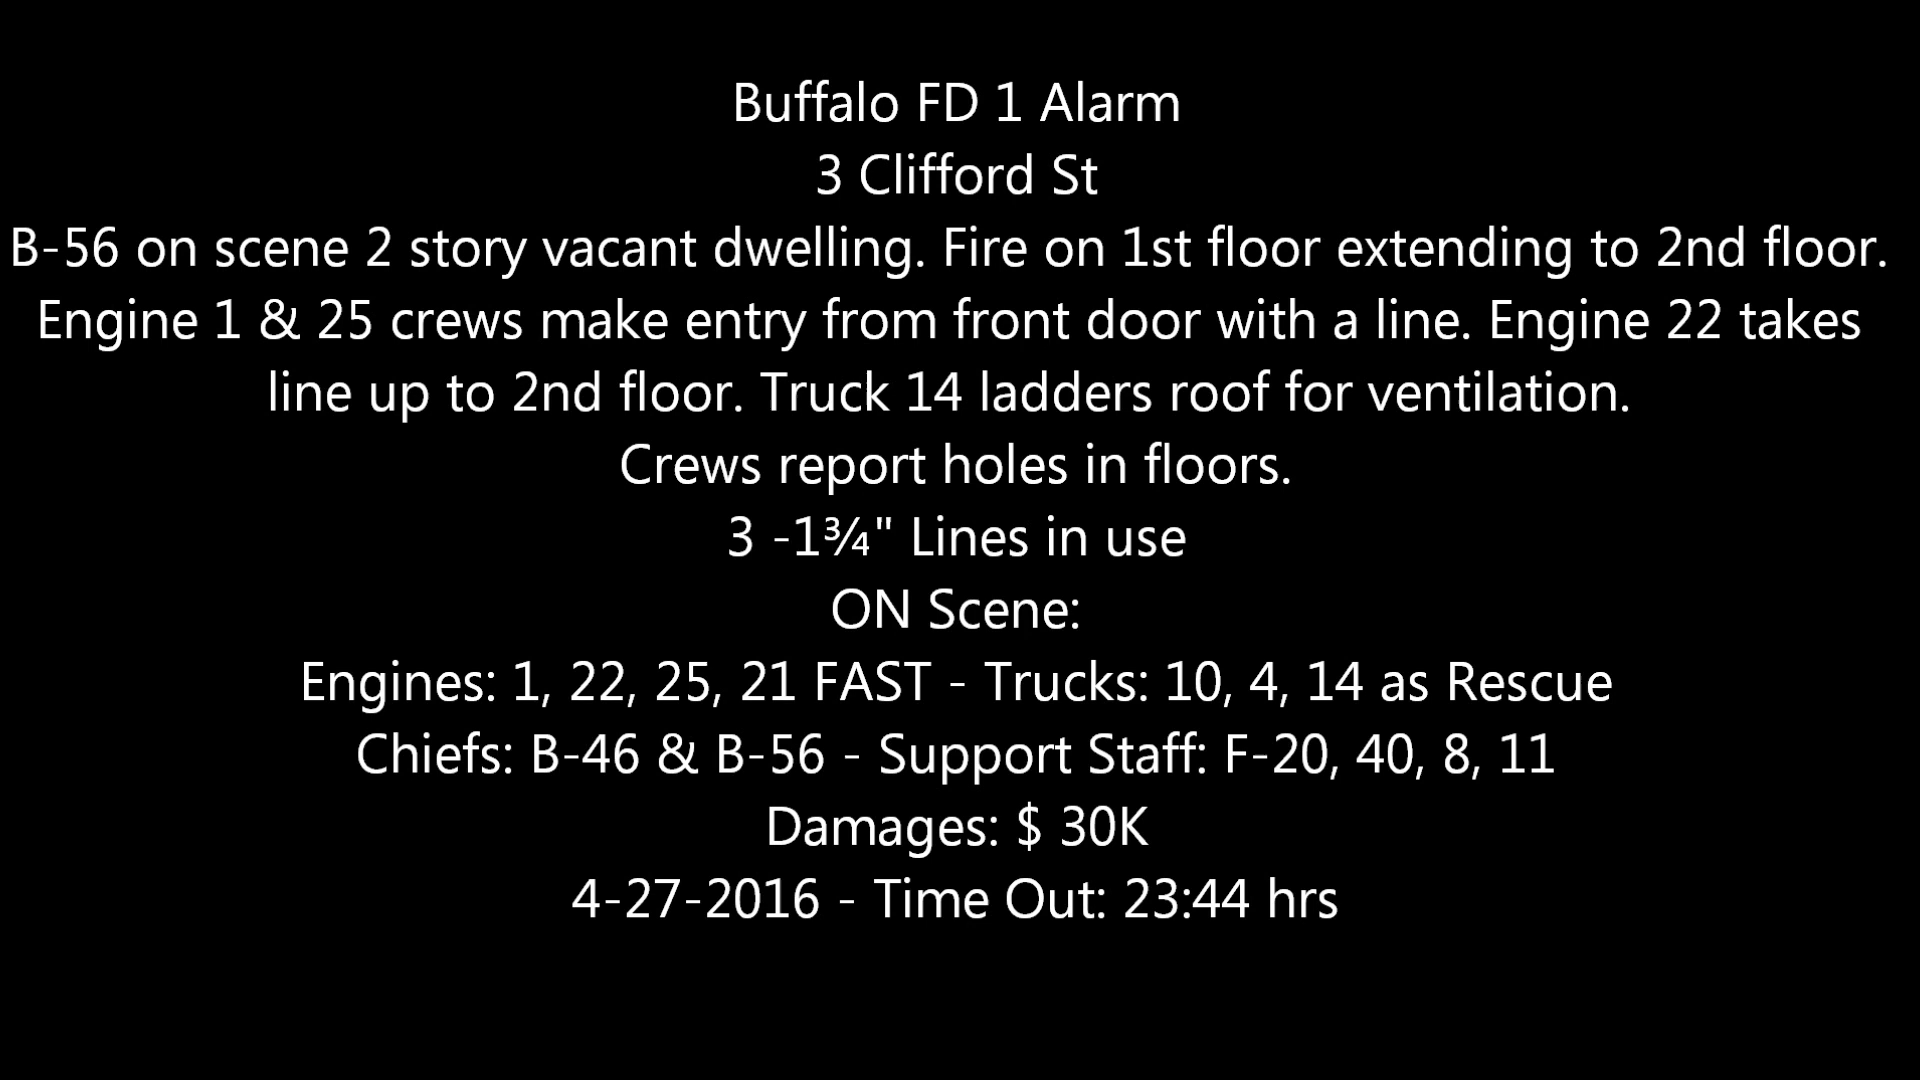 Buffalo FD 1 Alarm
3 Clifford St
B-56 on scene 2 story vacant dwelling. Fire on 1st floor extending to 2nd floor.
Engine 1 & 25 crews make entry from front door with a line. Engine 22 takes
line up to 2nd floor. Truck 14 ladders roof for ventilation.
Crews report holes in floors.
3 -1¾" Lines in use
ON Scene:
Engines: 1, 22, 25, 21 FAST - Trucks: 10, 4, 14 as Rescue
Chiefs: B-46 & B-56 - Support Staff: F-20, 40, 8, 11
Damages: $ 30K
4-27-2016 - Time Out: 23:44 hrs